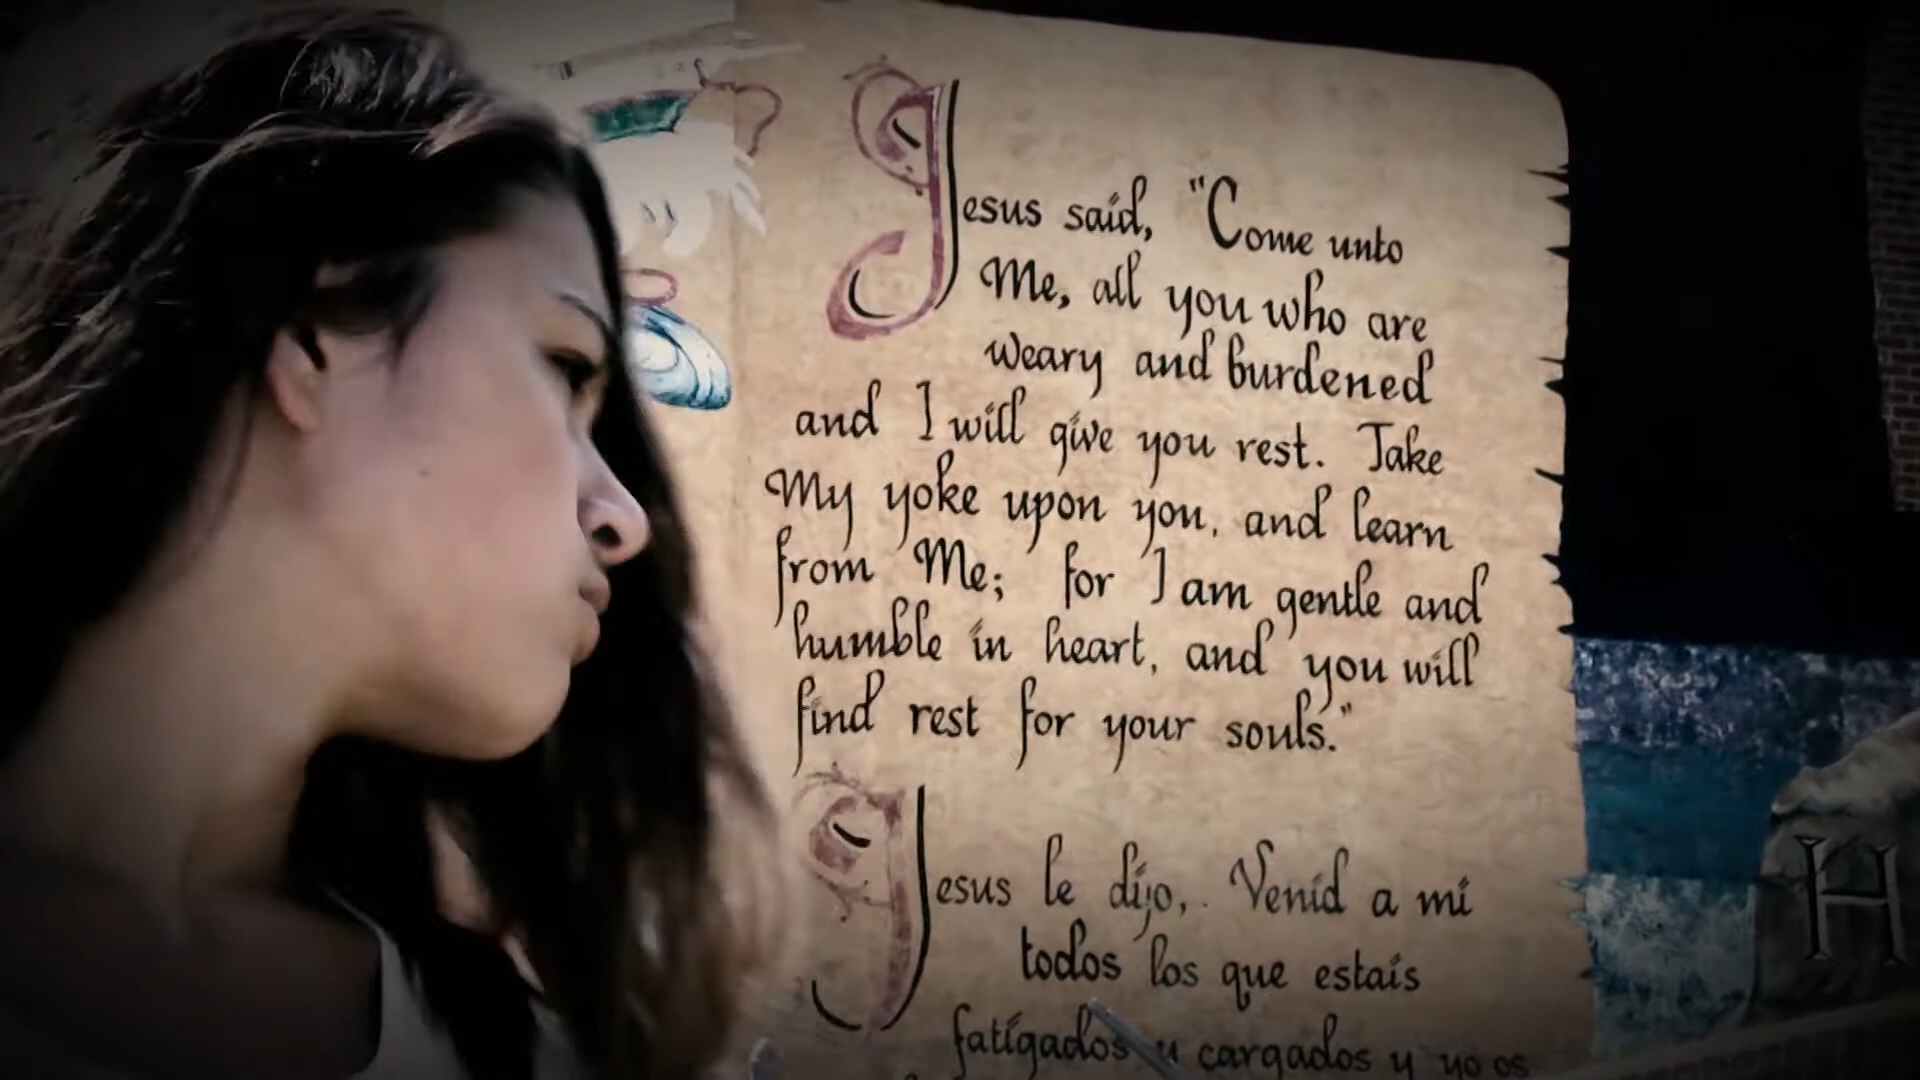 Jesus said, "Come unto
Me, all you who are
weary and burdened
and I will give you rest. Take
My yoke upon you, and learn
from Me; for I am gentle and
humble in heart, and you will
find rest for your souls."
Jesus le dijo, Venid a mi
todos los que estais
fatigados y cargados y yo os
H